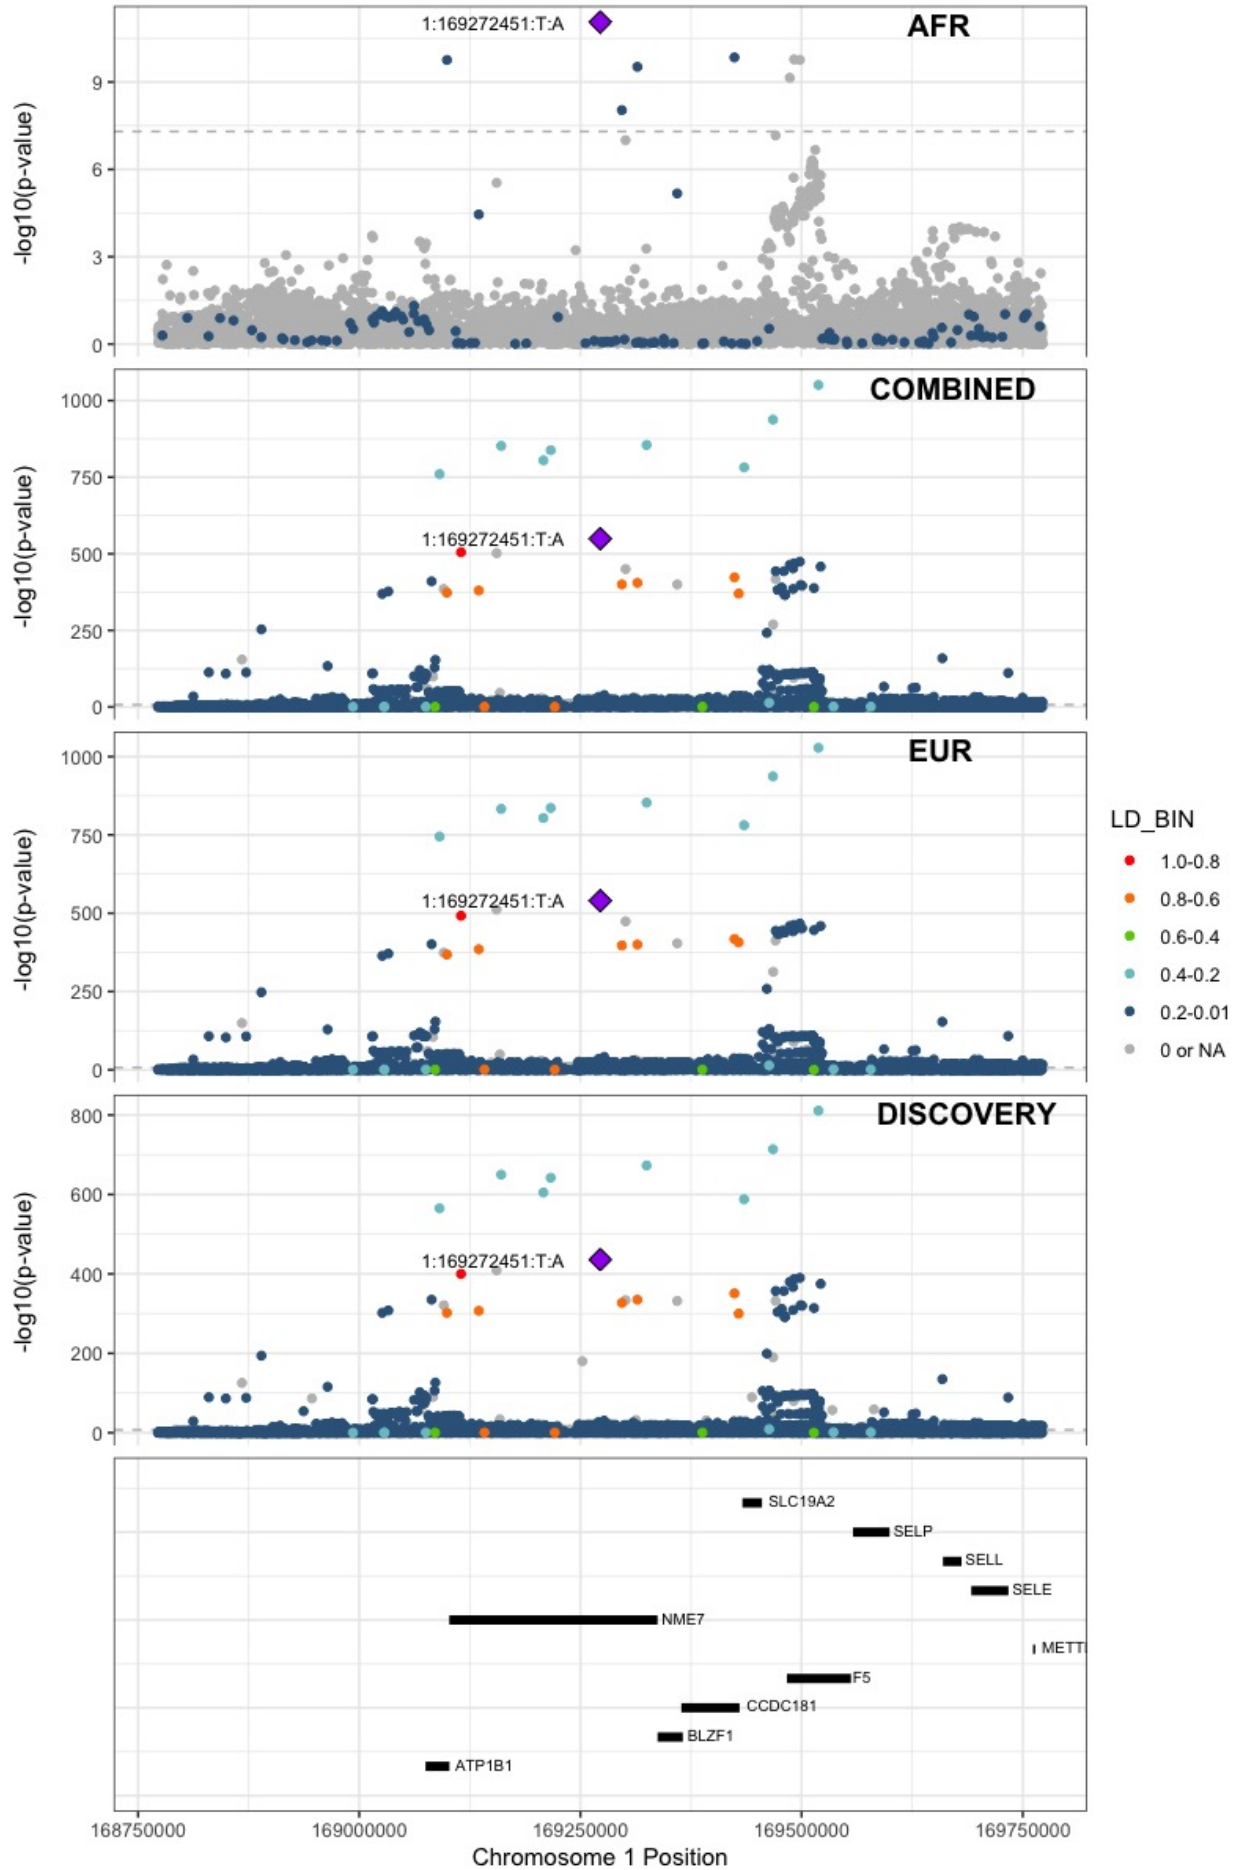 AFR
1:169272451:T:A
-log10(p-value)
9
6
3
0
COMBINED
1:169272451:T:A
-log10(p-value)
1000
750
500
250
0
EUR
1:169272451:T:A
-log10(p-value)
1000
750
500
250
0
LD_BIN
1.0-0.8
0.8-0.6
0.6-0.4
0.4-0.2
0.2-0.01
0 or NA
DISCOVERY
1:169272451:T:A
-log10(p-value)
800
600
400
200
0
SLC19A2
SELP
SELL
SELE
NME7
METTI
F5
CCDC181
BLZF1
ATP1B1
168750000 169000000 169250000 169500000 169750000
Chromosome 1 Position